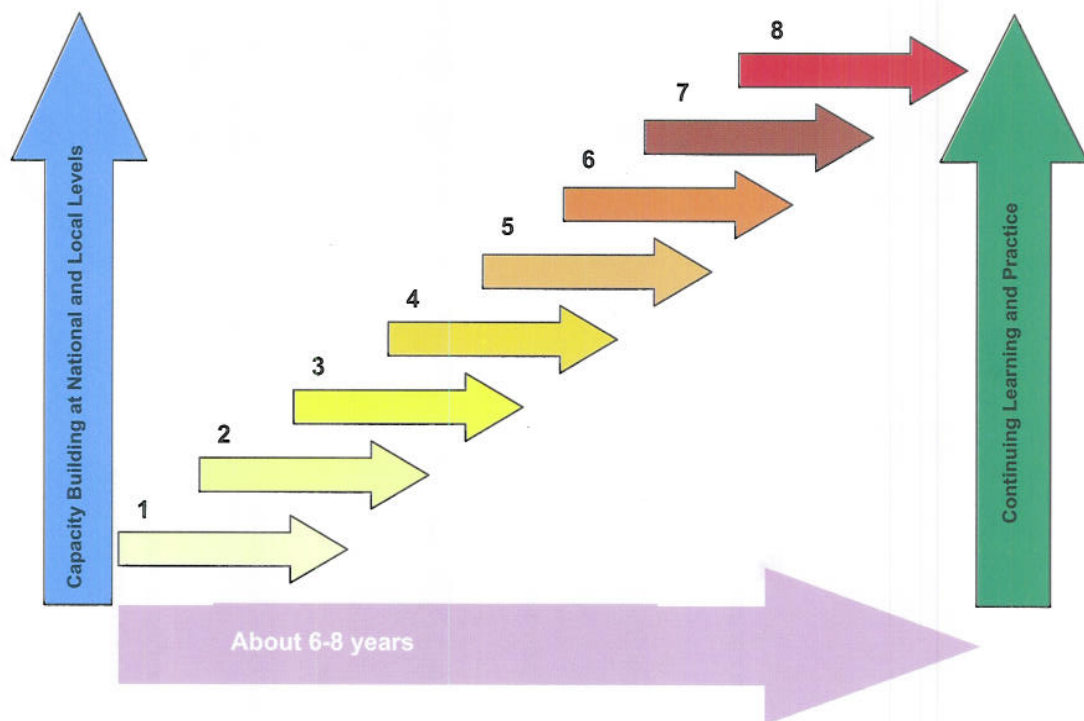 8
7
6
5
4
3
2
1
Capacity Building at National and Local Levels
Continuing Learning and Practice
About 6-8 years